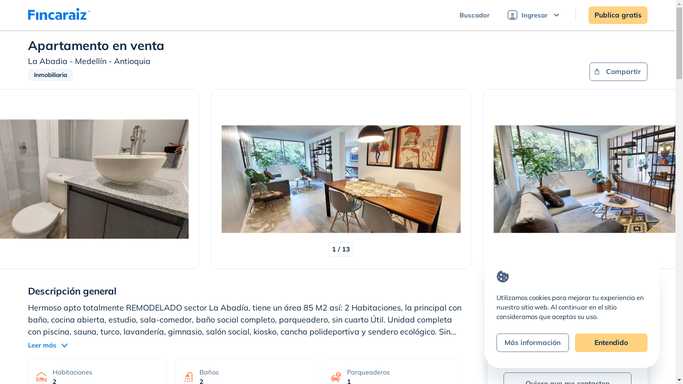 Fincaraiz
Buscador
Ingresar
Publica gratis
Apartamento en venta
La Abadia - Medellín - Antioquia
Inmobiliaria
Compartir
1 / 13
Descripción general
Hermoso apto totalmente REMODELADO sector La Abadía, tiene un área 85 M2 así: 2 Habitaciones, la principal con
baño, cocina abierta, estudio, sala-comedor, baño social completo, parqueadero, sin cuarto Útil. Unidad completa
con piscina, sauna, turco, lavandería, gimnasio, salón social, kiosko, cancha polideportiva y sendero ecológico. Sin...
Leer más
Habitaciones
2
Baños
2
Parqueaderos
1
Utilizamos cookies para mejorar tu experiencia en
nuestro sitio web. Al continuar en el sitio
consideramos que aceptas su uso.
Más información
Entendido
Quiero que me contacten